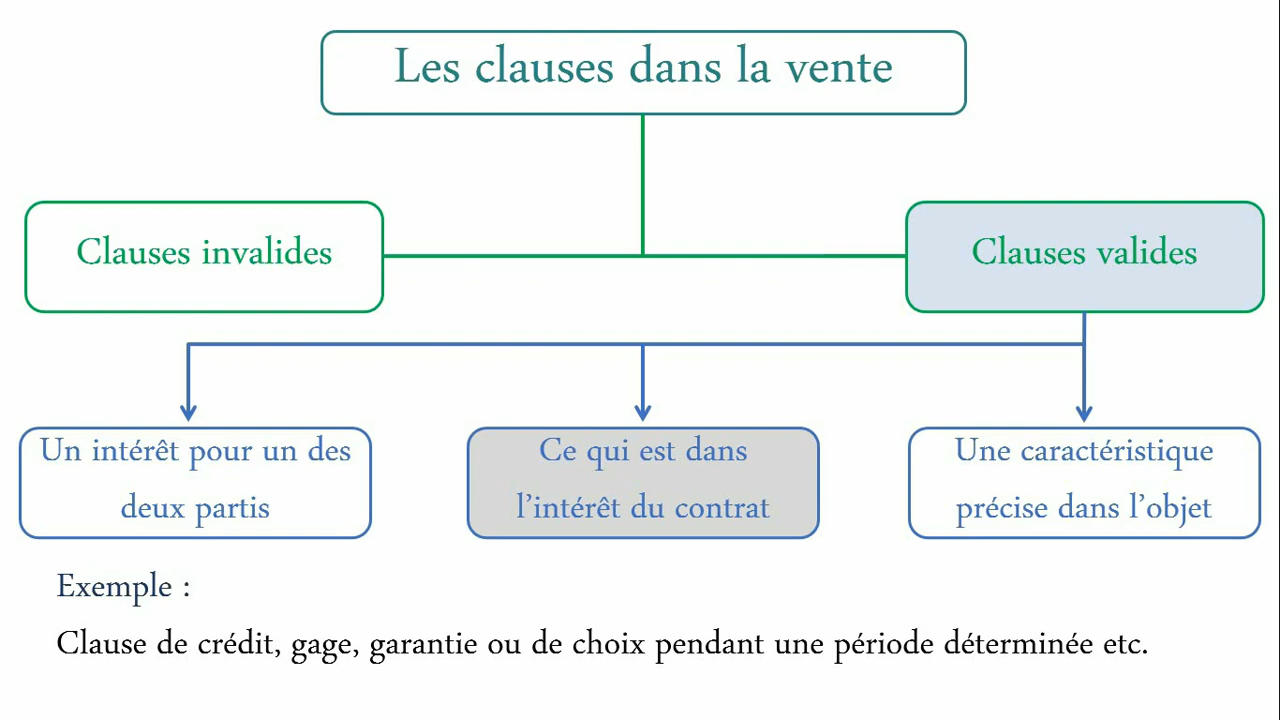 Les clauses dans la vente
Clauses invalides
Clauses valides
Un intérêt pour un des
deux partis
Ce qui est dans
l’intérêt du contrat
Une caractéristique
précise dans l’objet
Exemple :
Clause de crédit, gage, garantie ou de choix pendant une période déterminée etc.